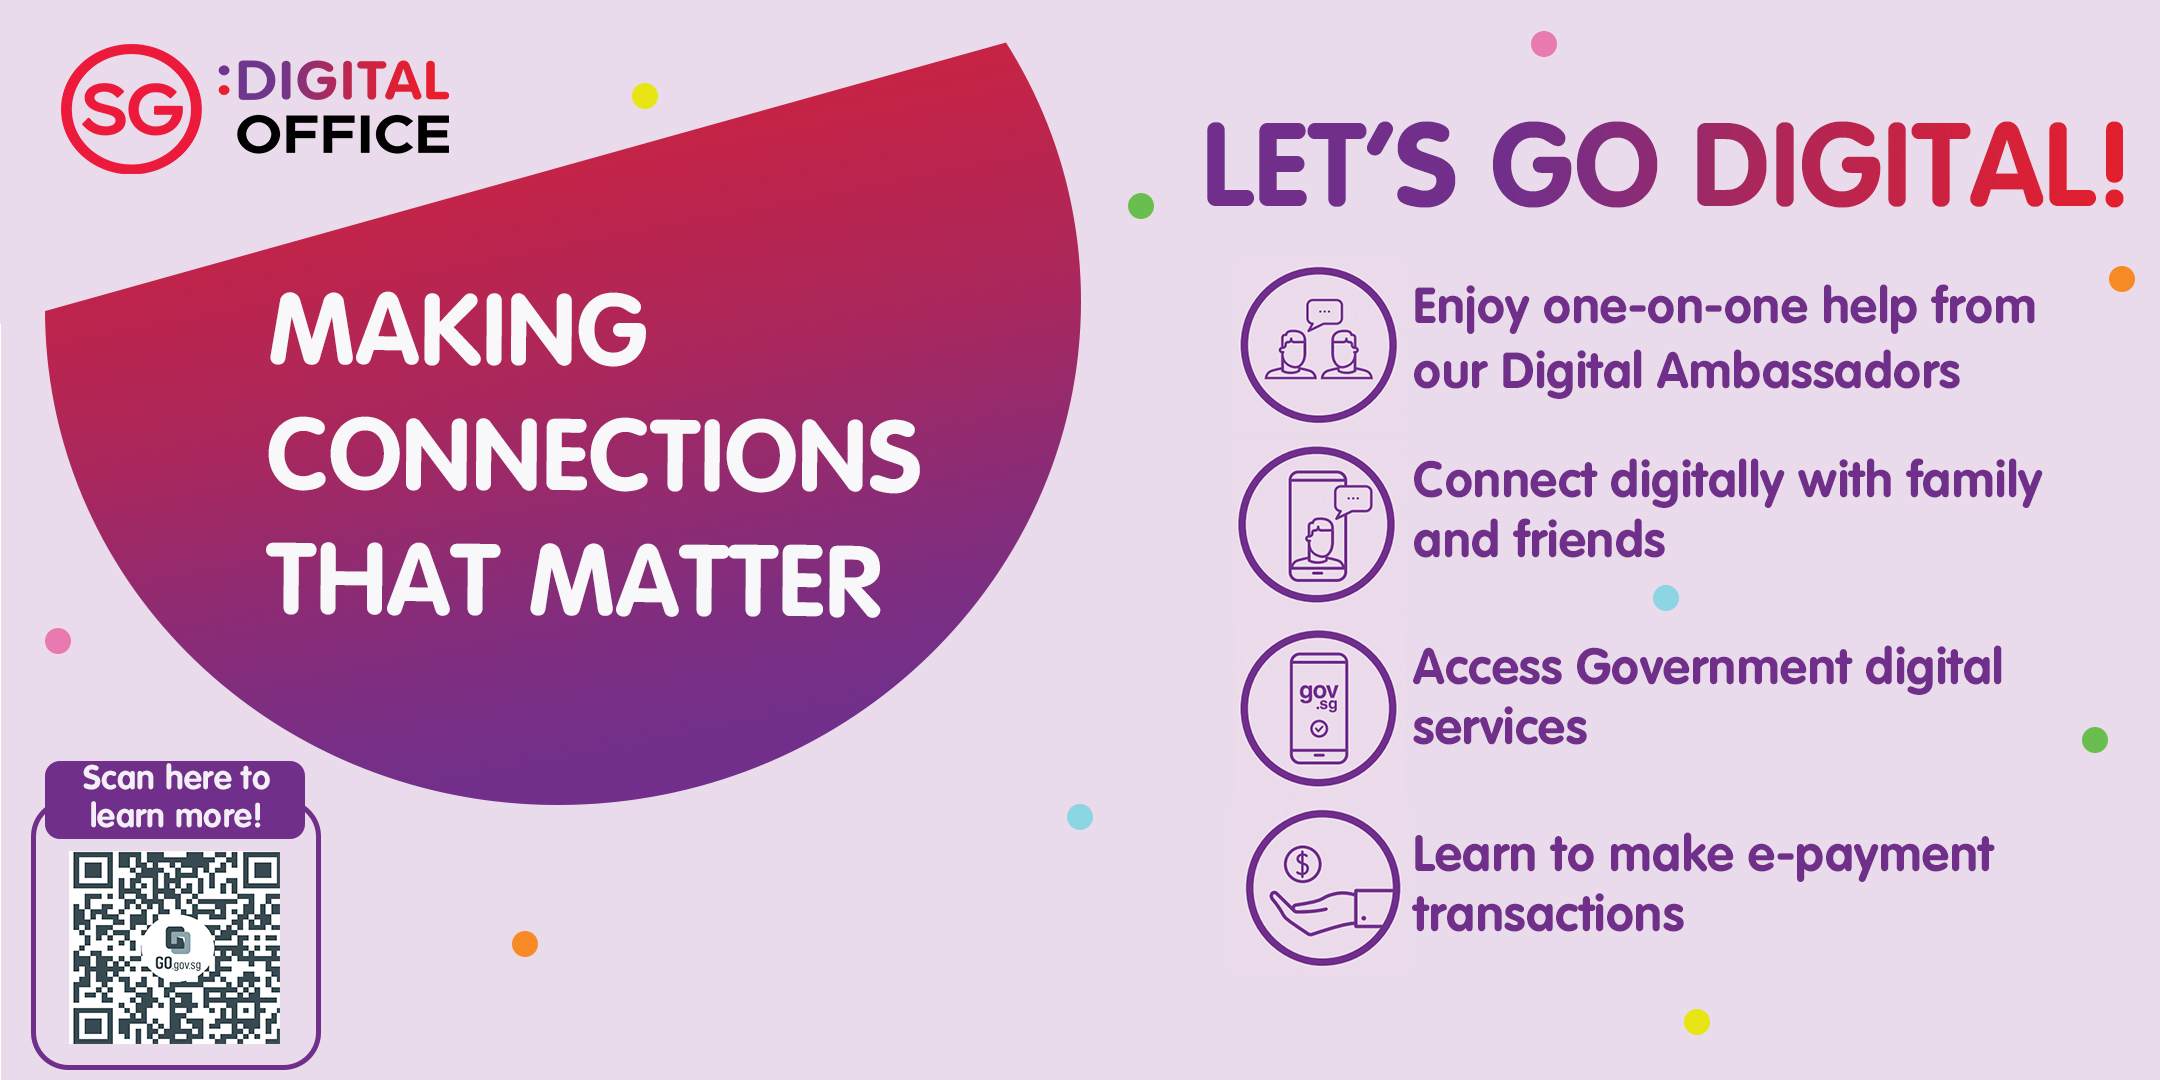 SG
:DIGITAL
OFFICE
MAKING
CONNECTIONS
THAT MATTER
Scan here to
learn more!
GO.gov.sg
LET'S GO DIGITAL!
Enjoy one-on-one help from
our Digital Ambassadors
Connect digitally with family
and friends
gov
.sg
Access Government digital
services
$
Learn to make e-payment
transactions